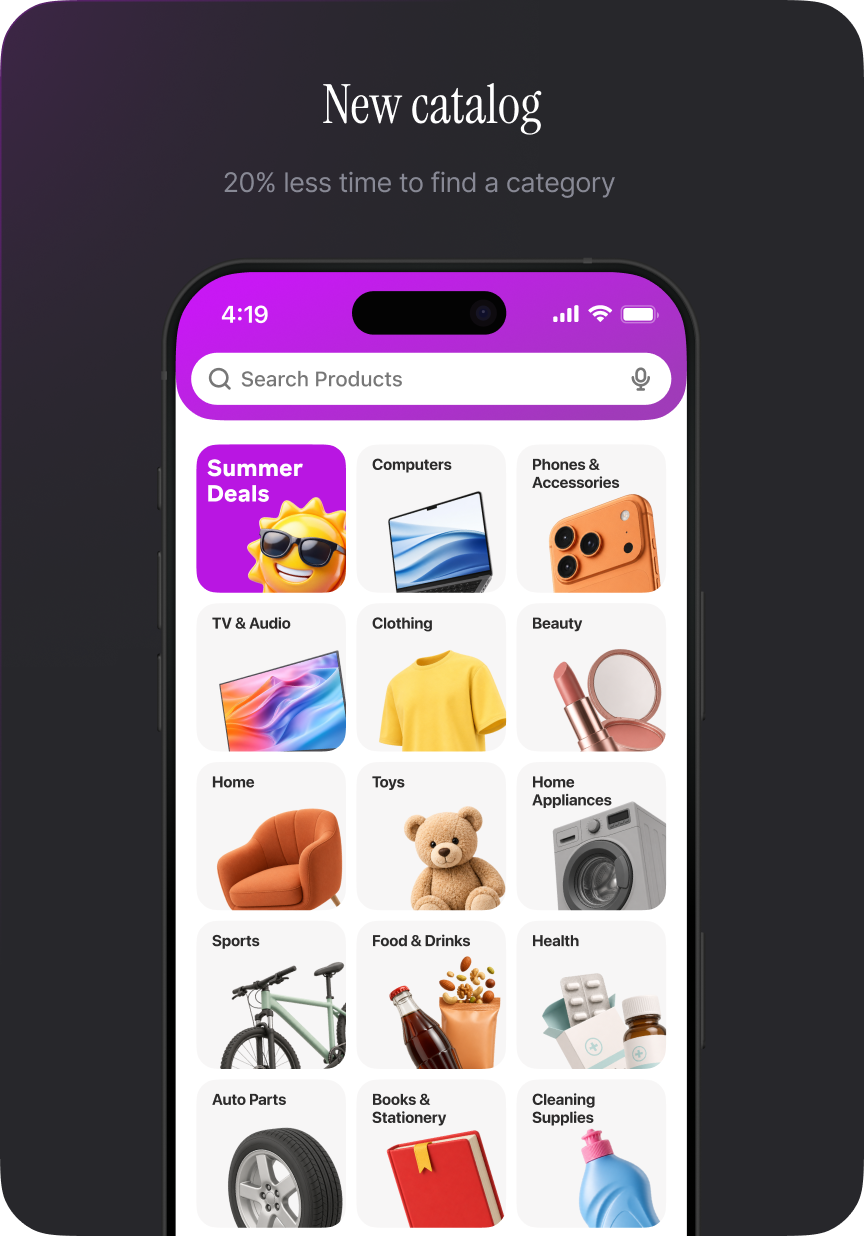 New catalog
20% less time to find a category
4:19
Search Products
Summer
Deals
Computers
Phones &
Accessories
TV & Audio
Clothing
Beauty
Home
Toys
Home
Appliances
Sports
Food & Drinks
Health
Auto Parts
Books &
Stationery
Cleaning
Supplies